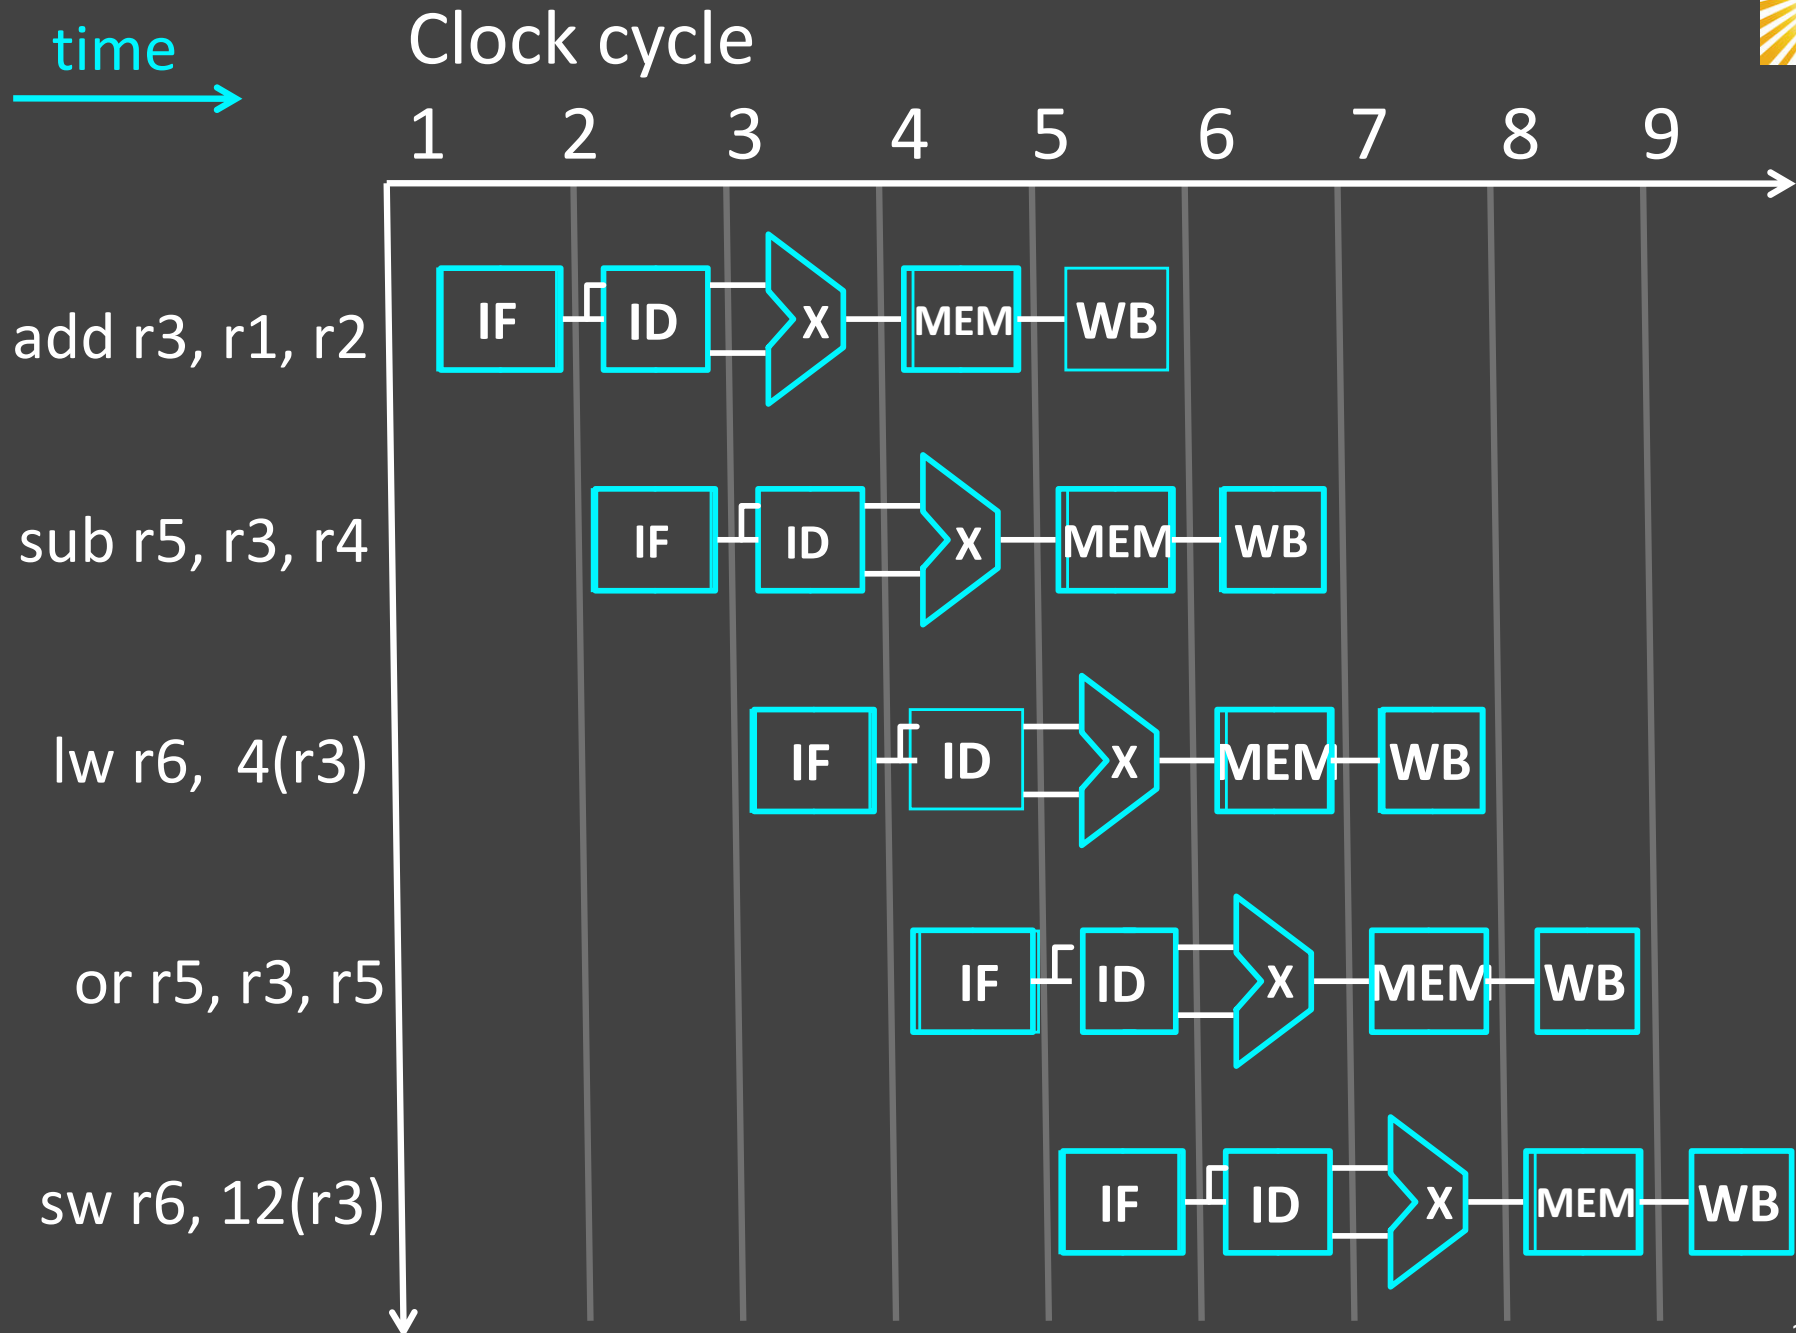 time
Clock cycle
1 2 3 4 5 6 7 8 9
add r3, r1, r2 IF ID X MEM WB
sub r5, r3, r4 IF ID X MEM WB
lw r6, 4(r3) IF ID X MEM WB
or r5, r3, r5 IF ID X MEM WB
sw r6, 12(r3) IF ID X MEM WB